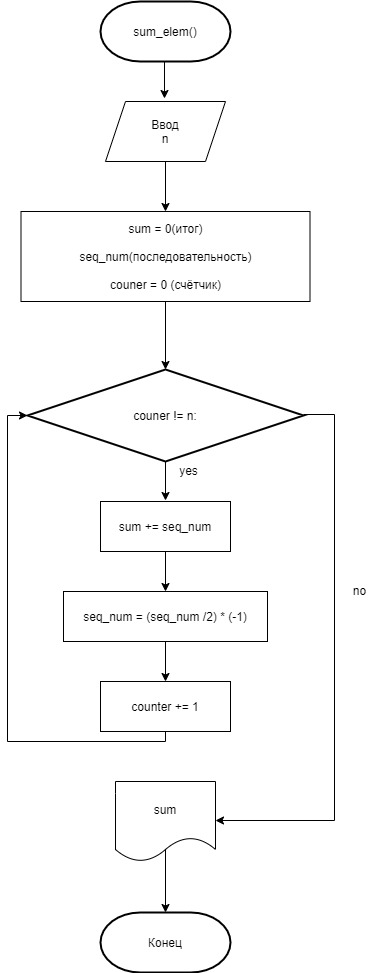 sum_elem()
Ввод
n
sum = 0(итог)
seq_num(последовательность)
couner = 0 (счётчик)
couner != n:
yes
sum += seq_num
no
seq_num = (seq_num /2) * (-1)
counter += 1
sum
Конец